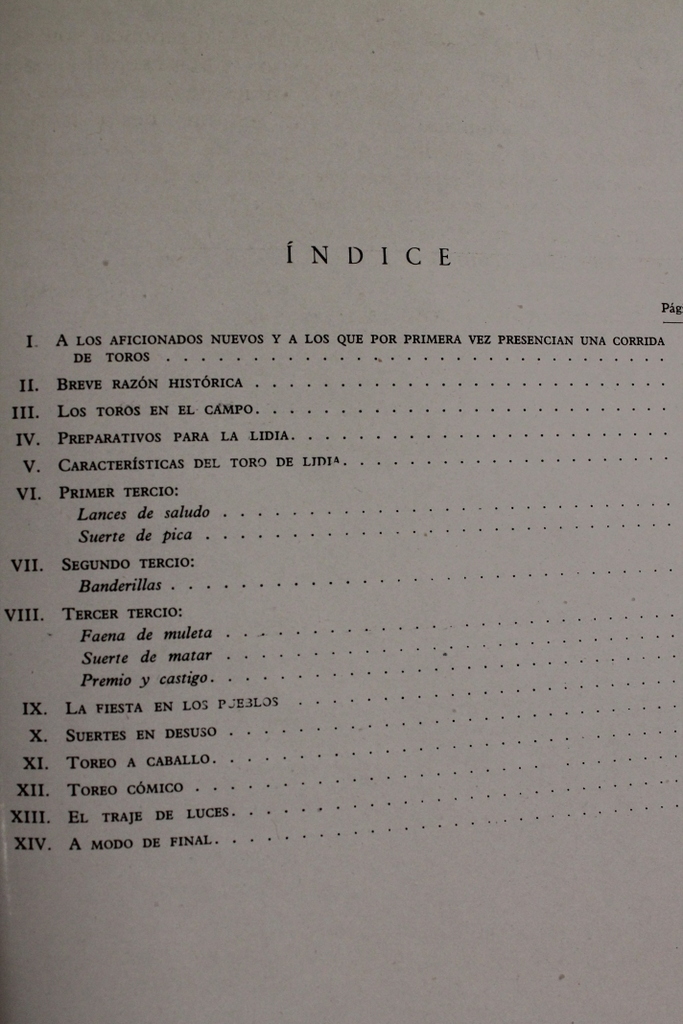 ÍNDICE
Pág
I. A LOS AFICIONADOS NUEVOS Y A LOS QUE POR PRIMERA VEZ PRESENCIAN UNA CORRIDA
DE TOROS . . . . . . . . . . . . . . . . . . . . . . . . . . . . . .
II. BREVE RAZÓN HISTÓRICA . . . . . . . . . . . . . . . . . . . . . . .
III. LOS TOROS EN EL CAMPO. . . . . . . . . . . . . . . . . . . . . . .
IV. PREPARATIVOS PARA LA LIDIA. . . . . . . . . . . . . . . . . . . . .
V. CARACTERÍSTICAS DEL TORO DE LIDIA. . . . . . . . . . . . . . . . . .
VI. PRIMER TERCIO:
Lances de saludo . . . . . . . . . . . . . . . . . . . . . . . . .
Suerte de pica . . . . . . . . . . . . . . . . . . . . . . . . . .
VII. SEGUNDO TERCIO:
Banderillas . . . . . . . . . . . . . . . . . . . . . . . . . . .
VIII. TERCER TERCIO:
Faena de muleta . . . . . . . . . . . . . . . . . . . . . . . . .
Suerte de matar . . . . . . . . . . . . . . . . . . . . . . . . .
Premio y castigo. . . . . . . . . . . . . . . . . . . . . . . . .
IX. LA FIESTA EN LOS PUEBLOS . . . . . . . . . . . . . . . . . . . . .
X. SUERTES EN DESUSO . . . . . . . . . . . . . . . . . . . . . . . . .
XI. TOREO A CABALLO. . . . . . . . . . . . . . . . . . . . . . . . . .
XII. TOREO CÓMICO . . . . . . . . . . . . . . . . . . . . . . . . . . .
XIII. EL TRAJE DE LUCES. . . . . . . . . . . . . . . . . . . . . . . . .
XIV. A MODO DE FINAL. . . . . . . . . . . . . . . . . . . . . . . . . .